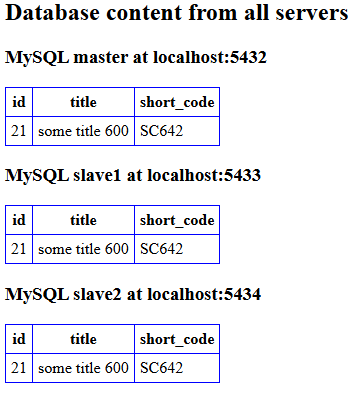 Database content from all servers
MySQL master at localhost:5432
id title short_code
21 some title 600 SC642
MySQL slave1 at localhost:5433
id title short_code
21 some title 600 SC642
MySQL slave2 at localhost:5434
id title short_code
21 some title 600 SC642